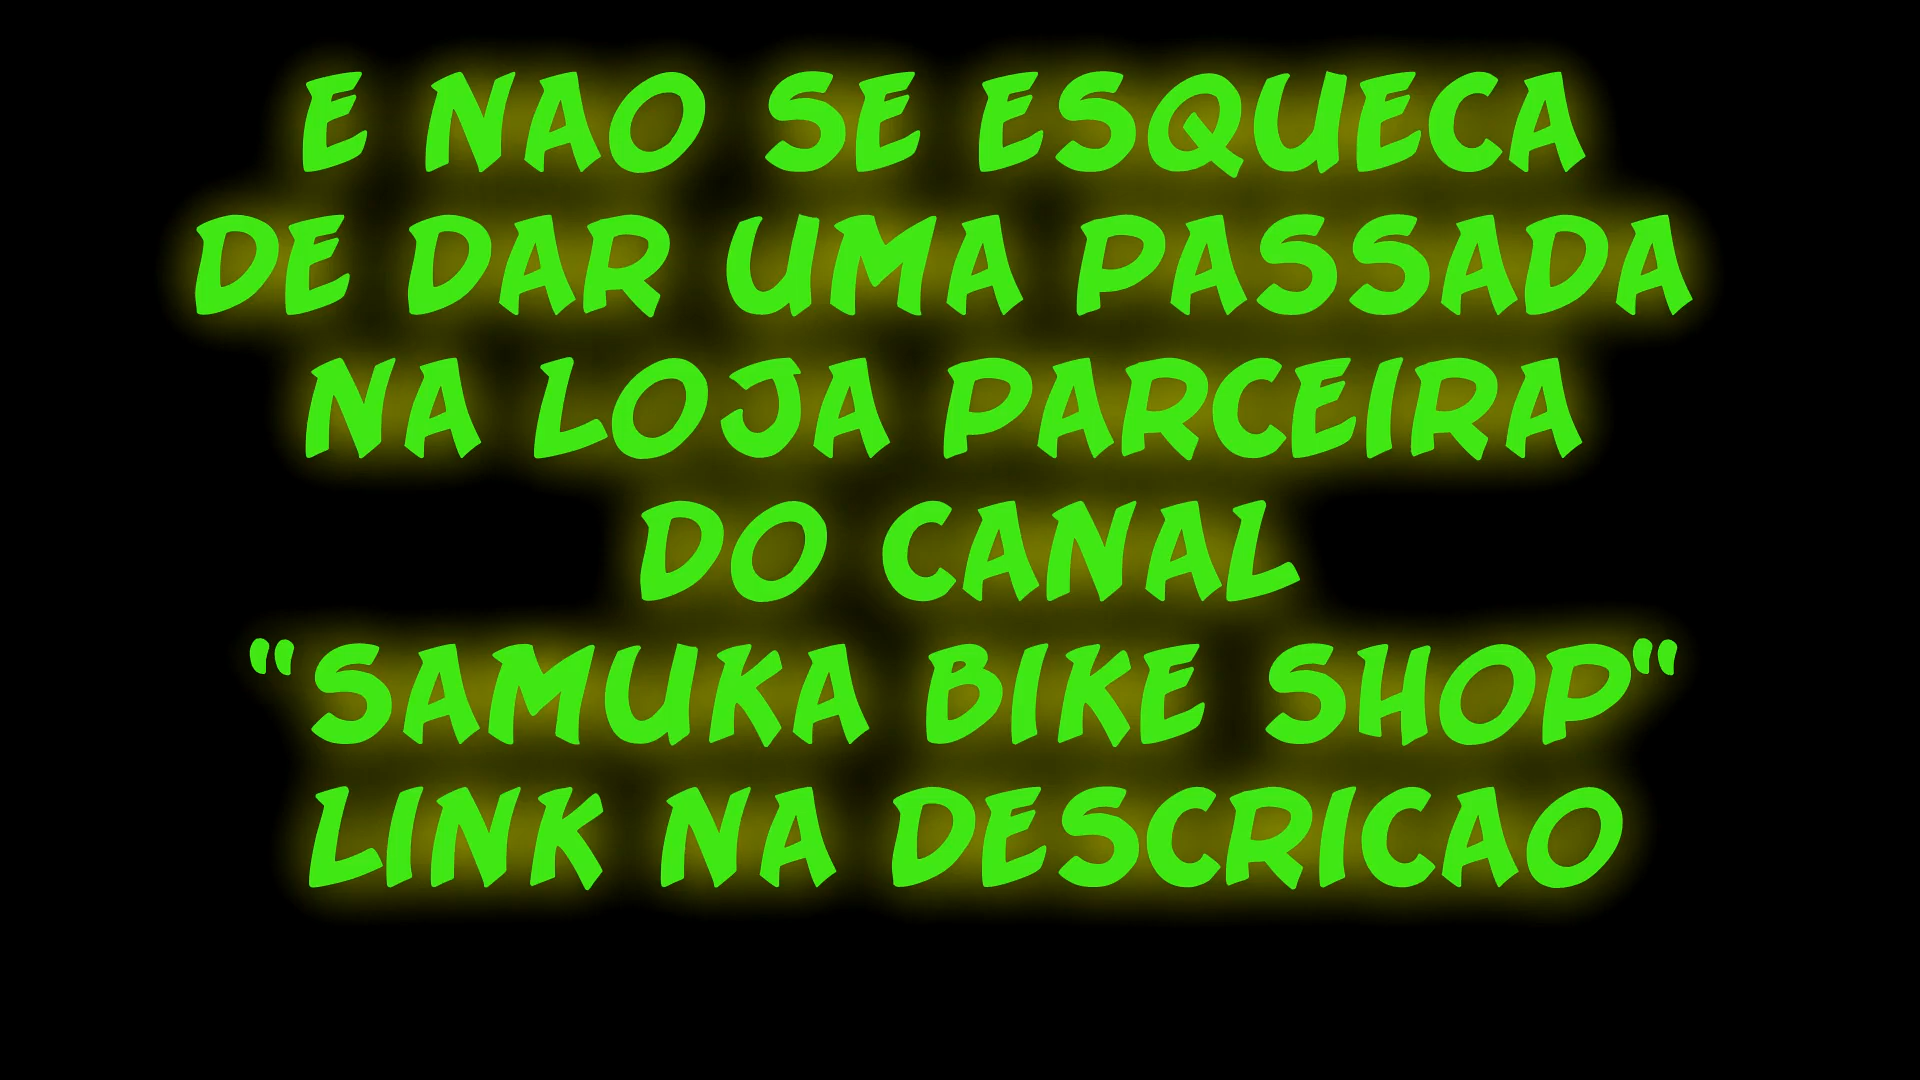 E NAO SE ESQUECA
DE DAR UMA PASSADA
NA LOJA PARCEIRA
DO CANAL
"SAMUKA BIKE SHOP"
LINK NA DESCRICAO